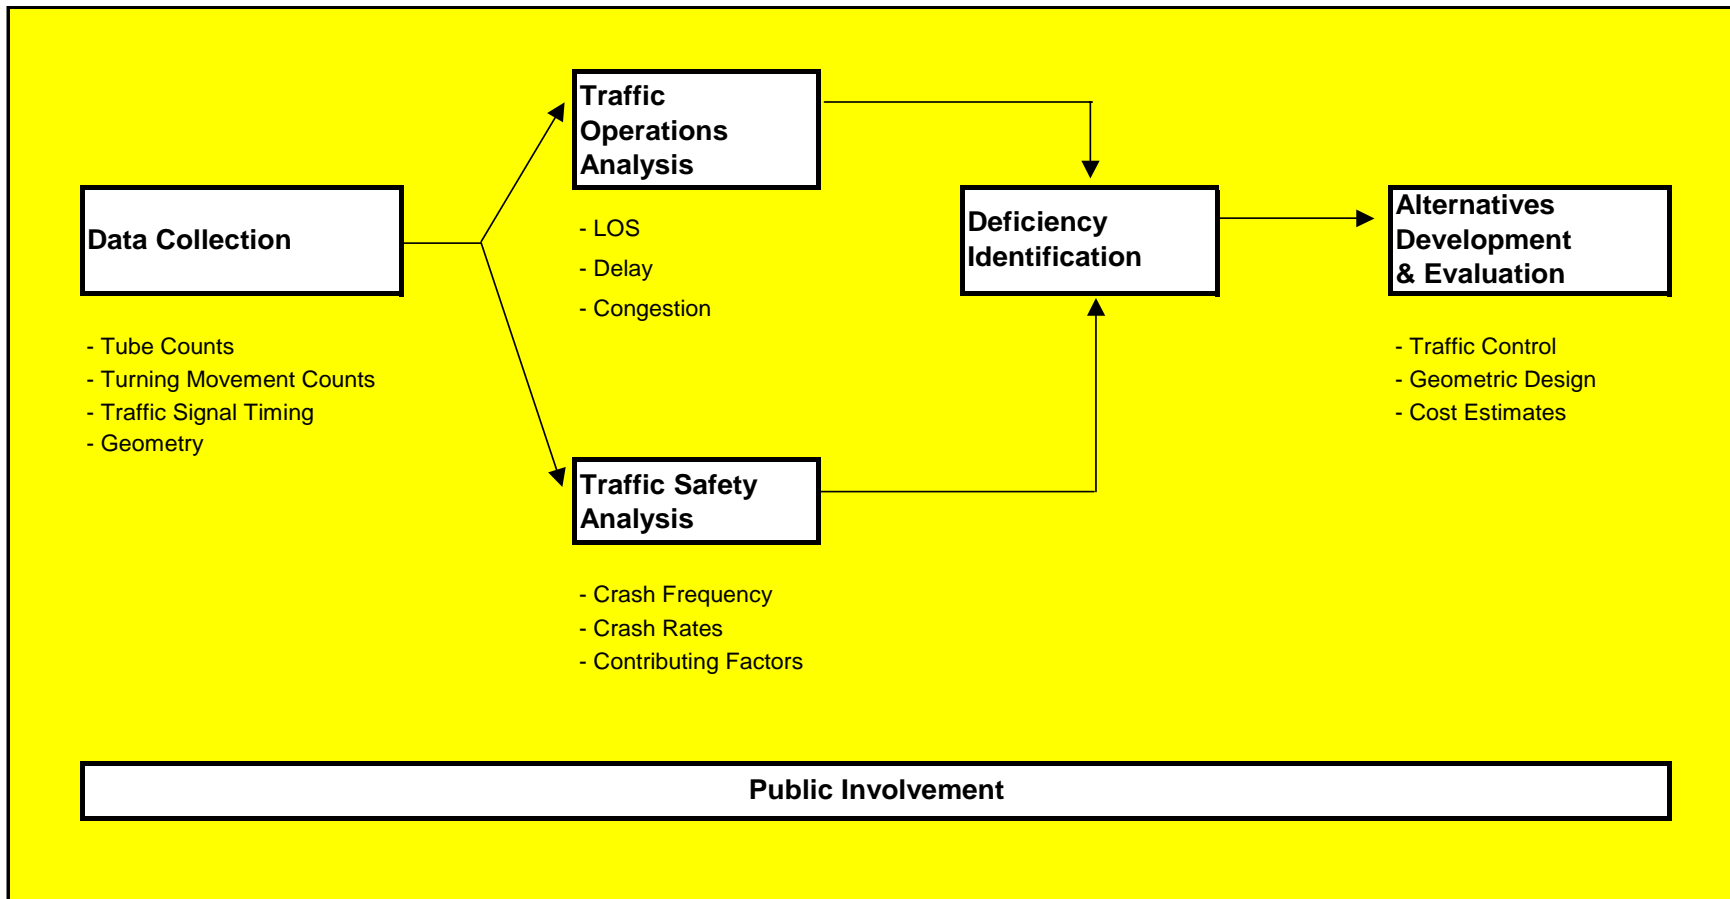 Traffic
Operations
Analysis
Data Collection
- LOS
- Delay
- Congestion
Deficiency
Identification
Alternatives
Development
& Evaluation
- Tube Counts
- Turning Movement Counts
- Traffic Signal Timing
- Geometry
- Traffic Control
- Geometric Design
- Cost Estimates
Traffic Safety
Analysis
- Crash Frequency
- Crash Rates
- Contributing Factors
Public Involvement